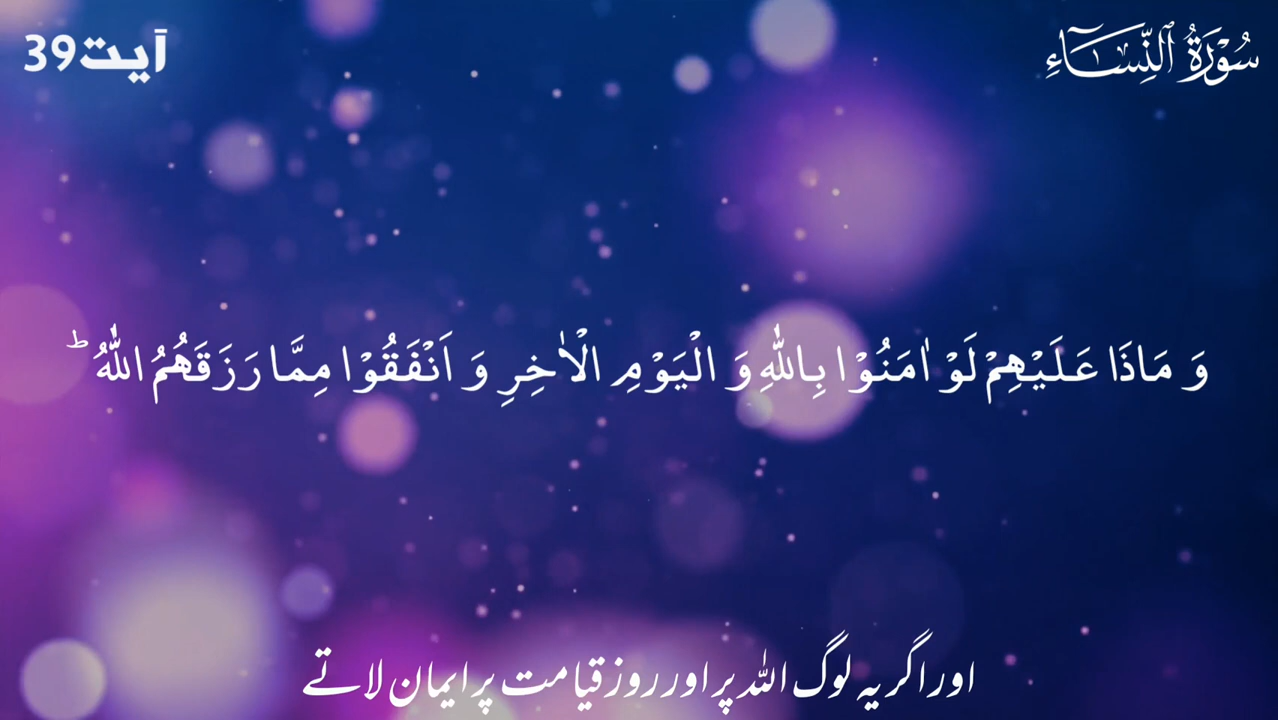 سُوْرَةُ ٱلنِّسَآءِ
آیت39
وَ مَاذَا عَلَیْهِمْ لَوْ اٰمَنُوْا بِاللّٰهِ وَ الْیَوْمِ الْاٰخِرِ وَ اَنْفَقُوْا مِمَّا رَزَقَهُمُ اللّٰهُ ؕ
اور اگر یہ لوگ اللہ پر اور روز قیامت پر ایمان لاتے